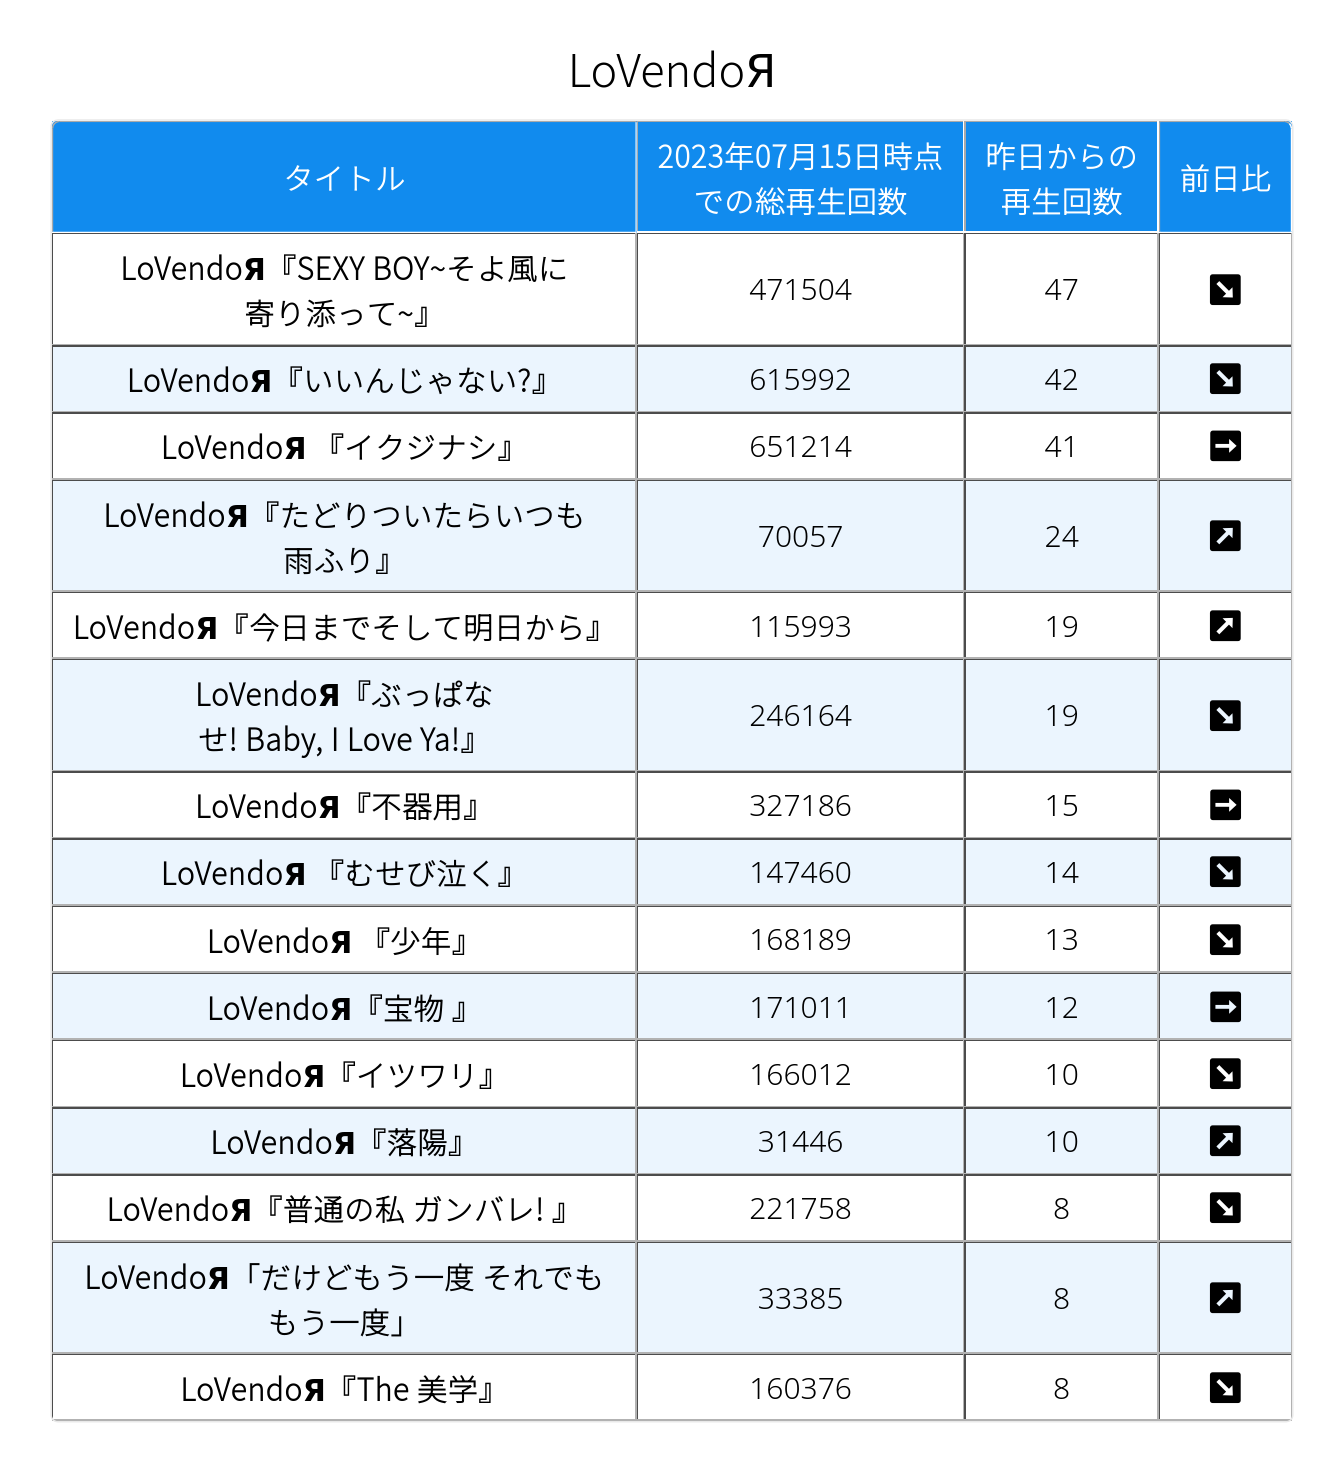 LoVendoЯ
タイトル
2023年07月15日時点
での総再生回数
昨日からの
再生回数
前日比
LoVendoЯ『SEXY BOY~そよ風に
寄り添って~』
471504
47
LoVendoЯ『いいんじゃない?』
615992
42
LoVendoЯ 『イクジナシ』
651214
41
LoVendoЯ『たどりついたらいつも
雨ふり』
70057
24
LoVendoЯ『今日までそして明日から』
115993
19
LoVendoЯ『ぶっぱな
せ! Baby, I Love Ya!』
246164
19
LoVendoЯ『不器用』
327186
15
LoVendoЯ 『むせび泣く』
147460
14
LoVendoЯ 『少年』
168189
13
LoVendoЯ『宝物 』
171011
12
LoVendoЯ『イツワリ』
166012
10
LoVendoЯ『落陽』
31446
10
LoVendoЯ『普通の私 ガンバレ! 』
221758
8
LoVendoЯ「だけどもう一度 それでも
もう一度」
33385
8
LoVendoЯ『The 美学』
160376
8